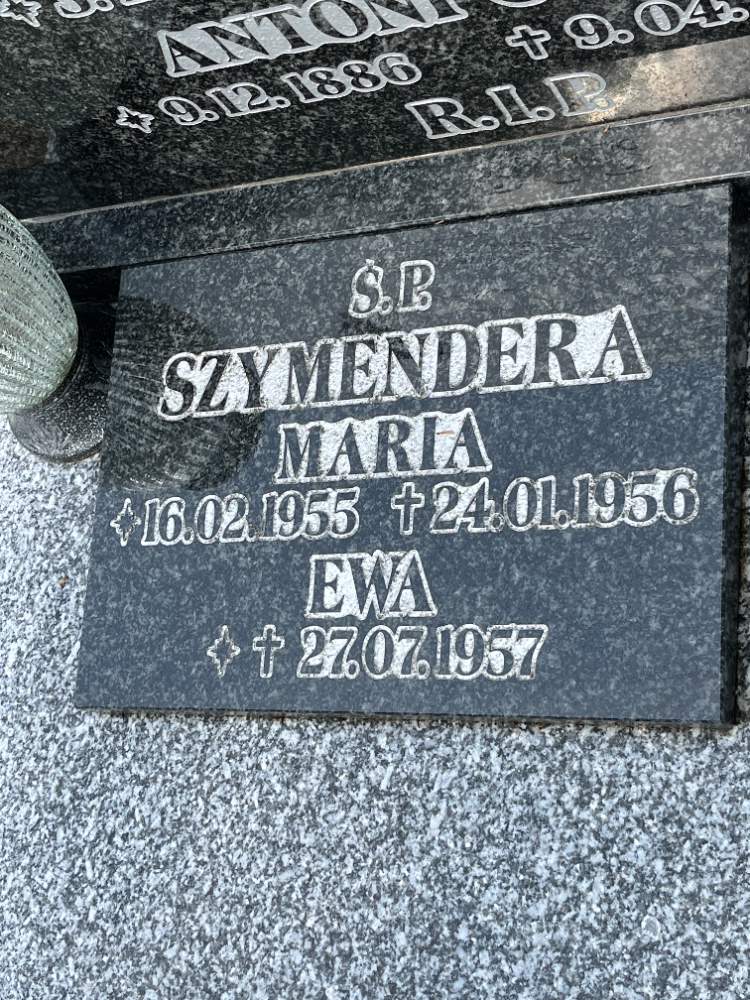 ANTONI
9.04.
* 9.12.1886
R.I.P.
Ś.P.
SZYMENDERA
MARIA
* 16.02.1955 † 24.01.1956
EWA
* † 27.07.1957